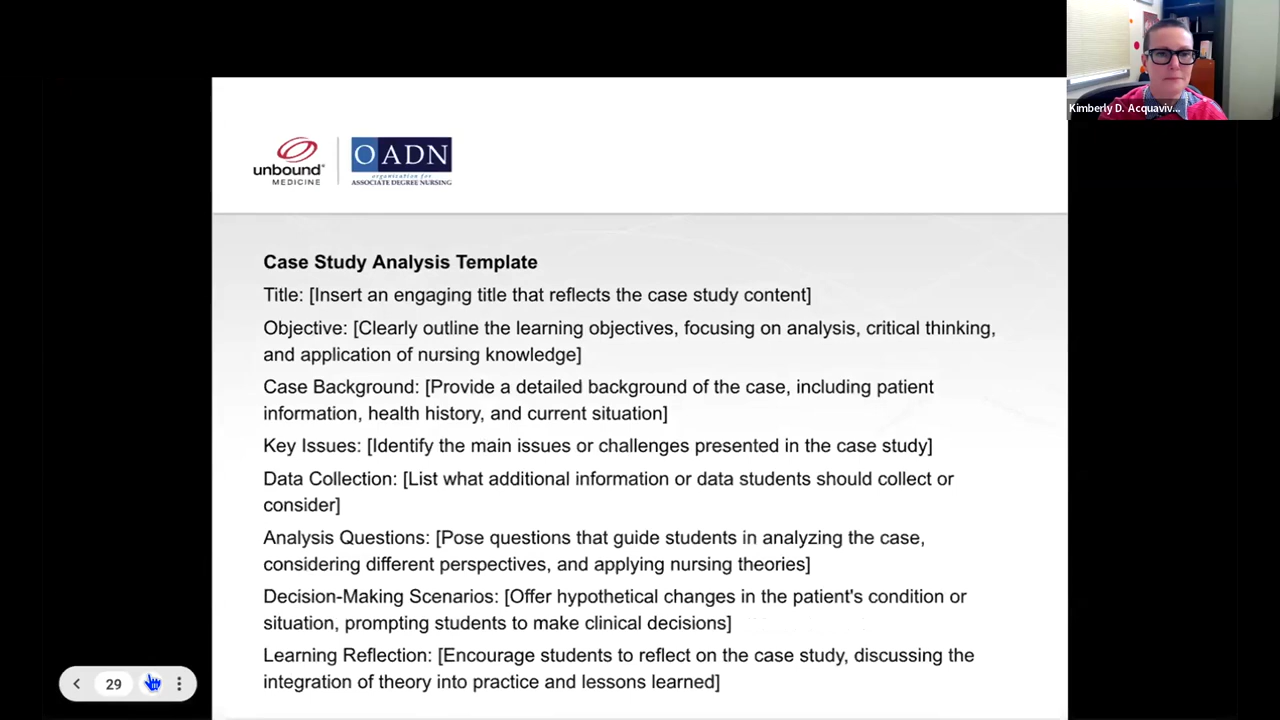 Kimberly D. Acquaviv...
unbound®
MEDICINE
OADN
organization for
ASSOCIATE DEGREE NURSING
Case Study Analysis Template
Title: [Insert an engaging title that reflects the case study content]
Objective: [Clearly outline the learning objectives, focusing on analysis, critical thinking,
and application of nursing knowledge]
Case Background: [Provide a detailed background of the case, including patient
information, health history, and current situation]
Key Issues: [Identify the main issues or challenges presented in the case study]
Data Collection: [List what additional information or data students should collect or
consider]
Analysis Questions: [Pose questions that guide students in analyzing the case,
considering different perspectives, and applying nursing theories]
Decision-Making Scenarios: [Offer hypothetical changes in the patient's condition or
situation, prompting students to make clinical decisions]
Learning Reflection: [Encourage students to reflect on the case study, discussing the
integration of theory into practice and lessons learned]
29